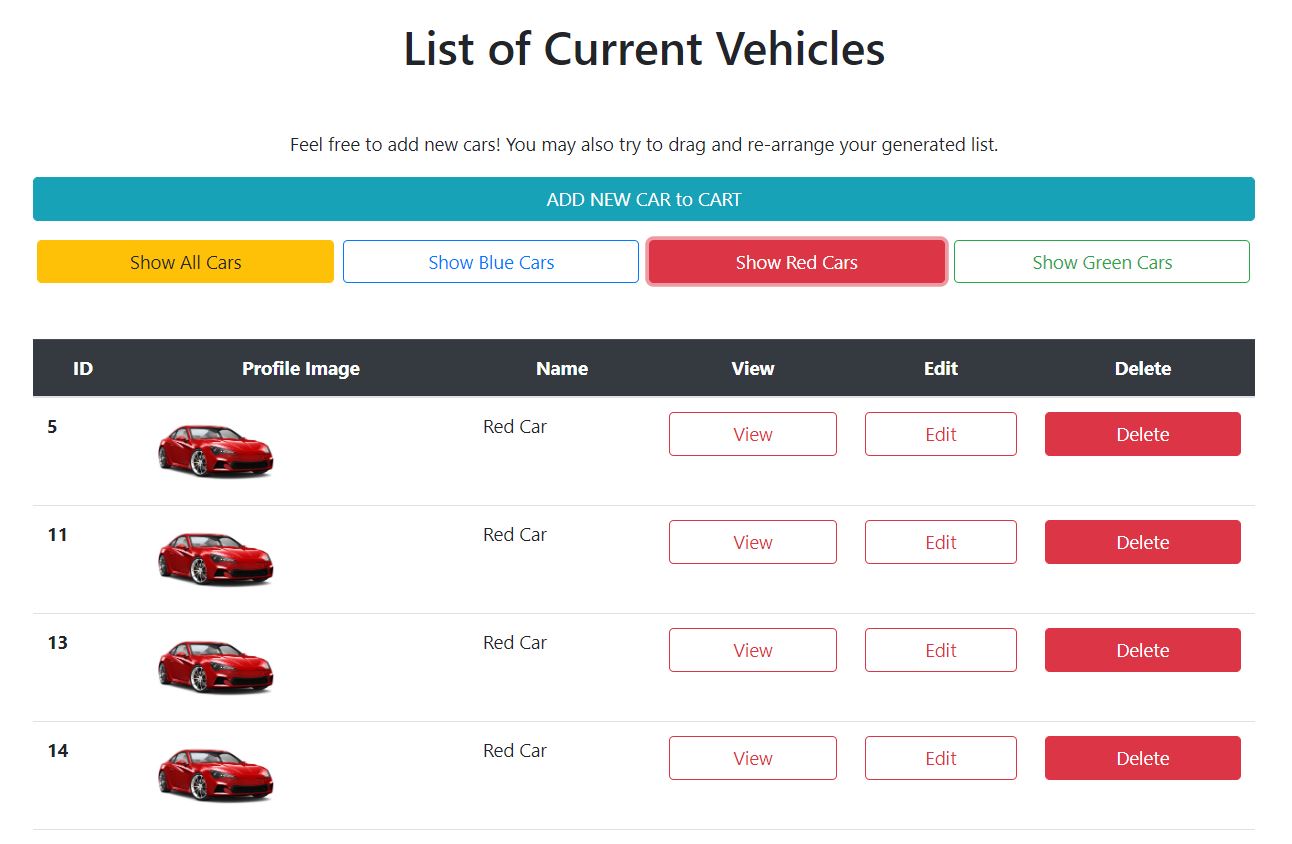 List of Current Vehicles
Feel free to add new cars! You may also try to drag and re-arrange your generated list.
ADD NEW CAR to CART
Show All Cars Show Blue Cars Show Red Cars Show Green Cars
ID Profile Image Name View Edit Delete
5 Red Car View Edit Delete
11 Red Car View Edit Delete
13 Red Car View Edit Delete
14 Red Car View Edit Delete